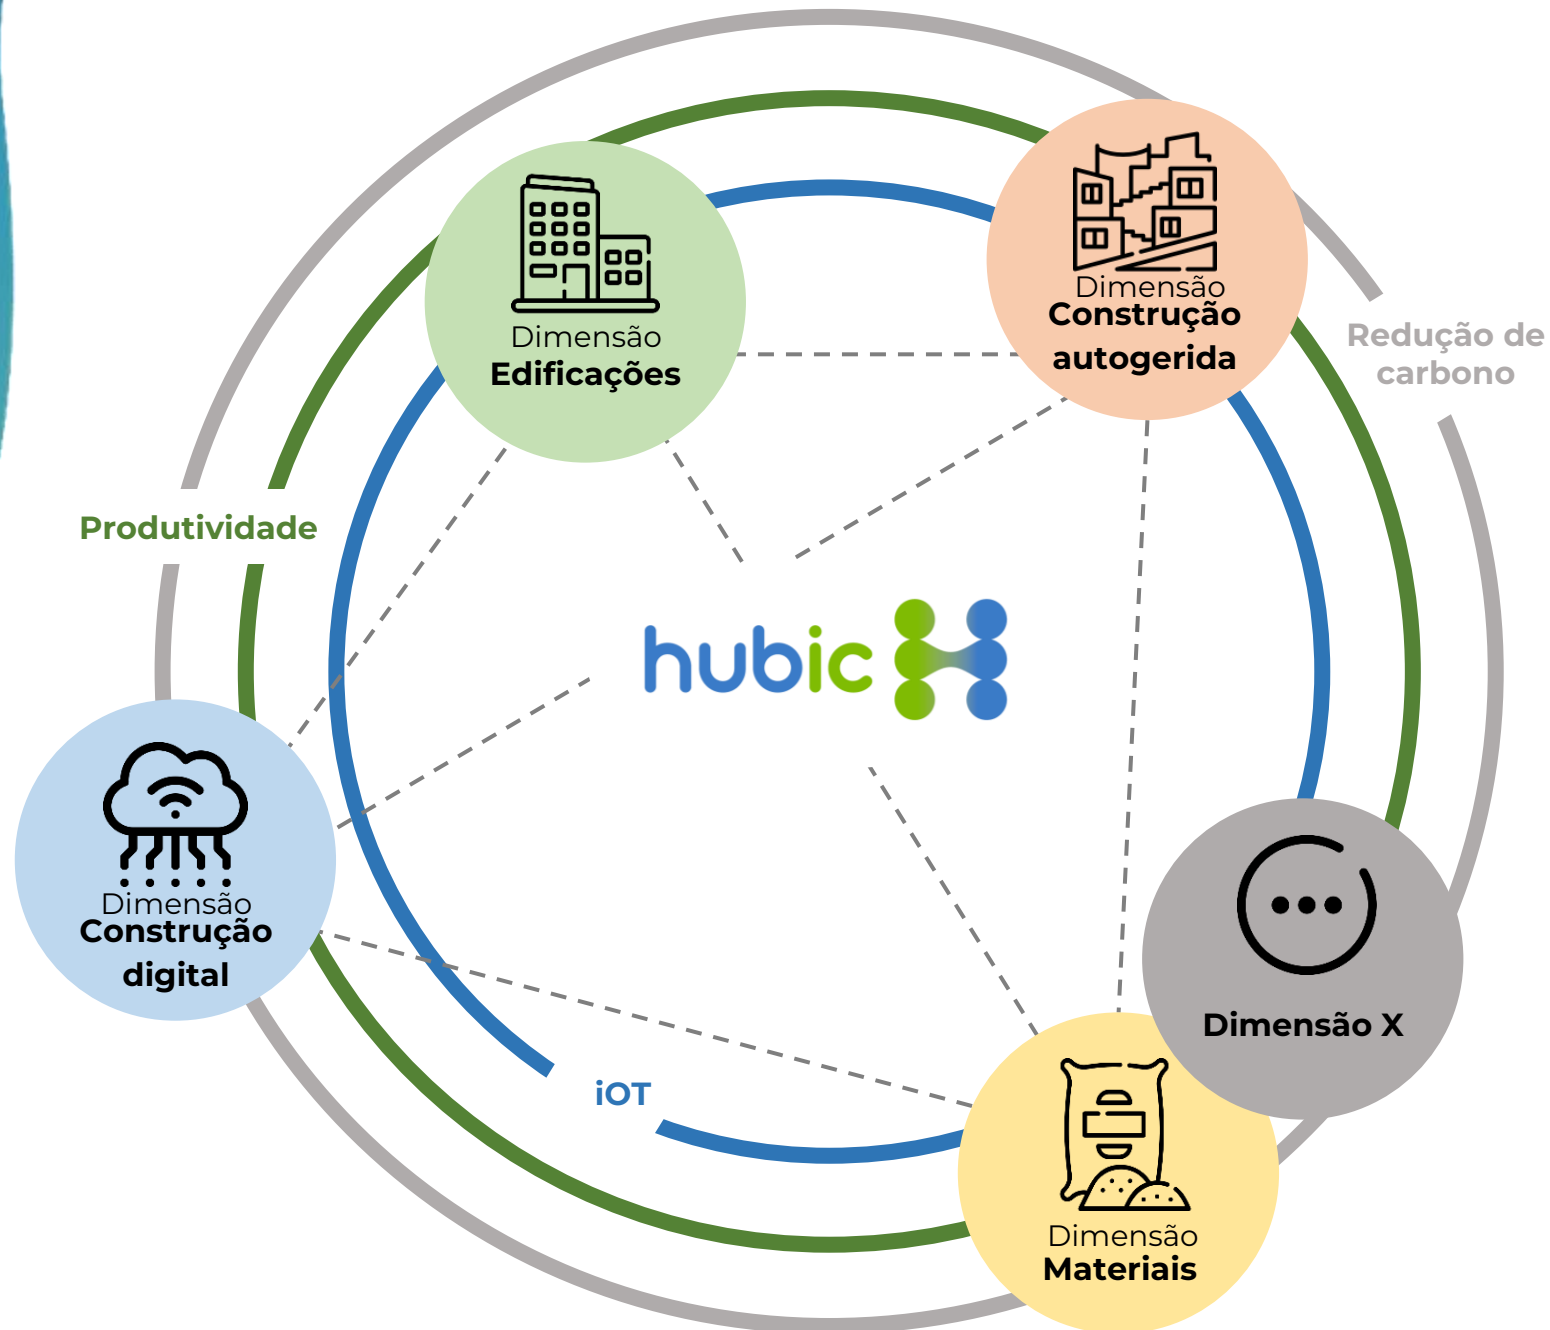 Dimensão
Edificações
Dimensão
Construção
autogerida
Redução de
carbono
Produtividade
hubic
Dimensão
Construção
digital
Dimensão X
iOT
Dimensão
Materiais